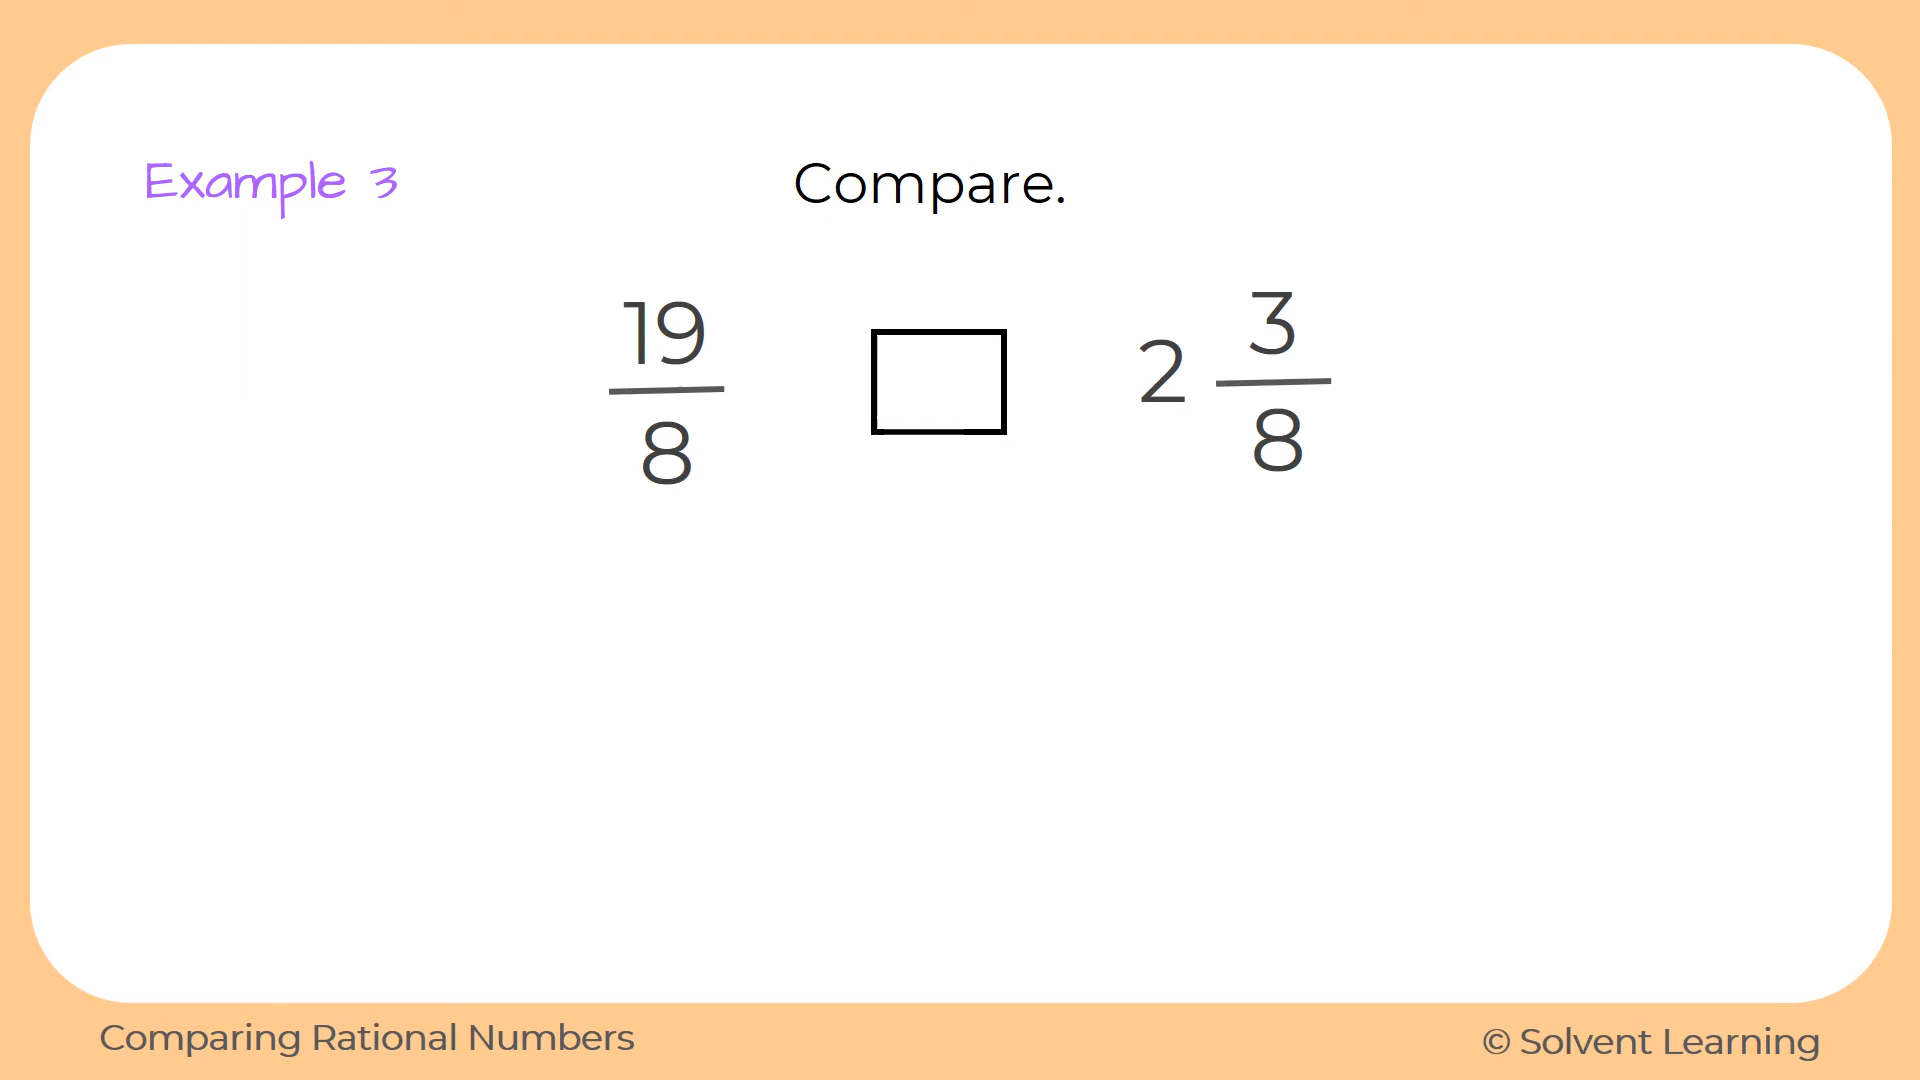 Example 3
Compare.
19
8
2 3
8
Comparing Rational Numbers
© Solvent Learning